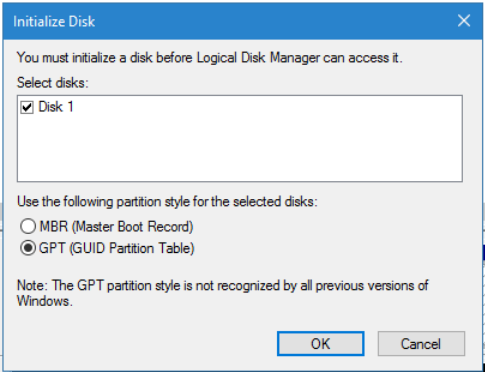 Initialize Disk
You must initialize a disk before Logical Disk Manager can access it.
Select disks:
Disk 1
Use the following partition style for the selected disks:
MBR (Master Boot Record)
GPT (GUID Partition Table)
Note: The GPT partition style is not recognized by all previous versions of
Windows.
OK Cancel